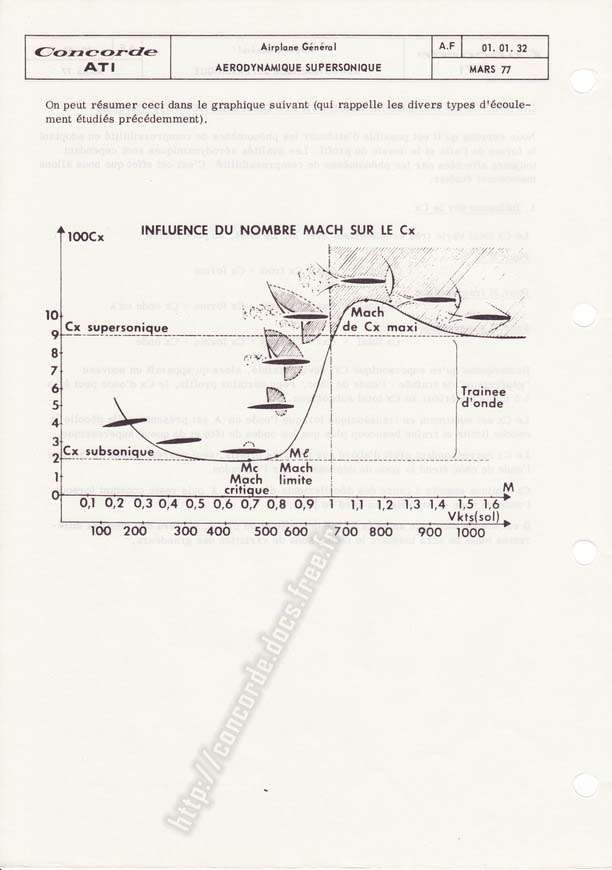 Concorde
ATI
Airplane Général
AERODYNAMIQUE SUPERSONIQUE
A.F
01. 01. 32
MARS 77
On peut résumer ceci dans le graphique suivant (qui rappelle les divers types d'écoule-
ment étudiés précédemment).
INFLUENCE DU NOMBRE MACH SUR LE Cx
100Cx
10
Cx supersonique
9
8
7
6
5
4
3
Cx subsonique
2
1
0
Mach
de Cx maxi
Trainee
d'onde
Mc
Mach
critique
Mℓ
Mach
limite
M
0,1 0,2 0,3 0,4 0,6 0,7 0,8 0,9 1 1,1 1,2 1,3 1,4 1,5 1,6
Vkts(sol)
100 200 300 400 500 600 700 800 900 1000
http://concorde.docs.free.fr